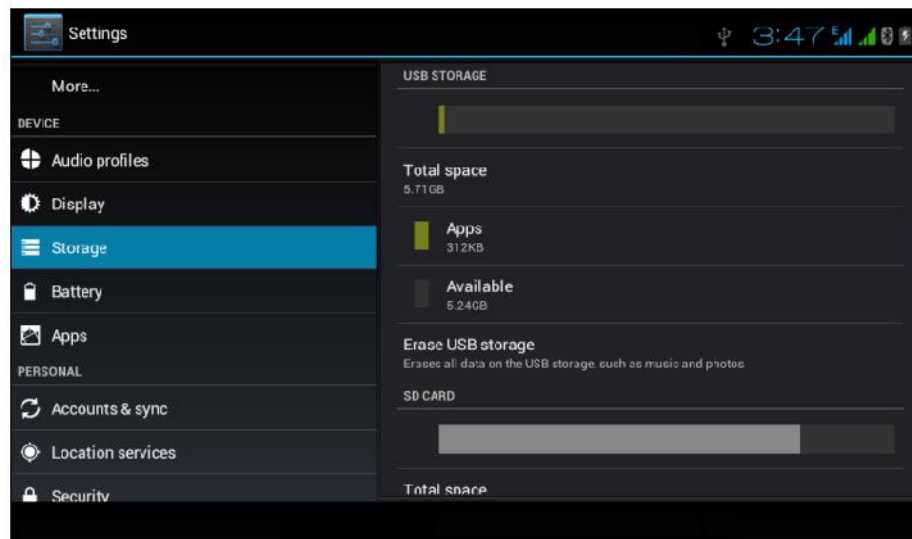 Settings
3:47
E
More...
DEVICE
Audio profiles
Display
Storage
Battery
Apps
PERSONAL
Accounts & sync
Location services
Security
USB STORAGE
Total space
5.71GB
Apps
312KB
Available
5.24GB
Erase USB storage
Erases all data on the USB storage, such as music and photos
SD CARD
Total space